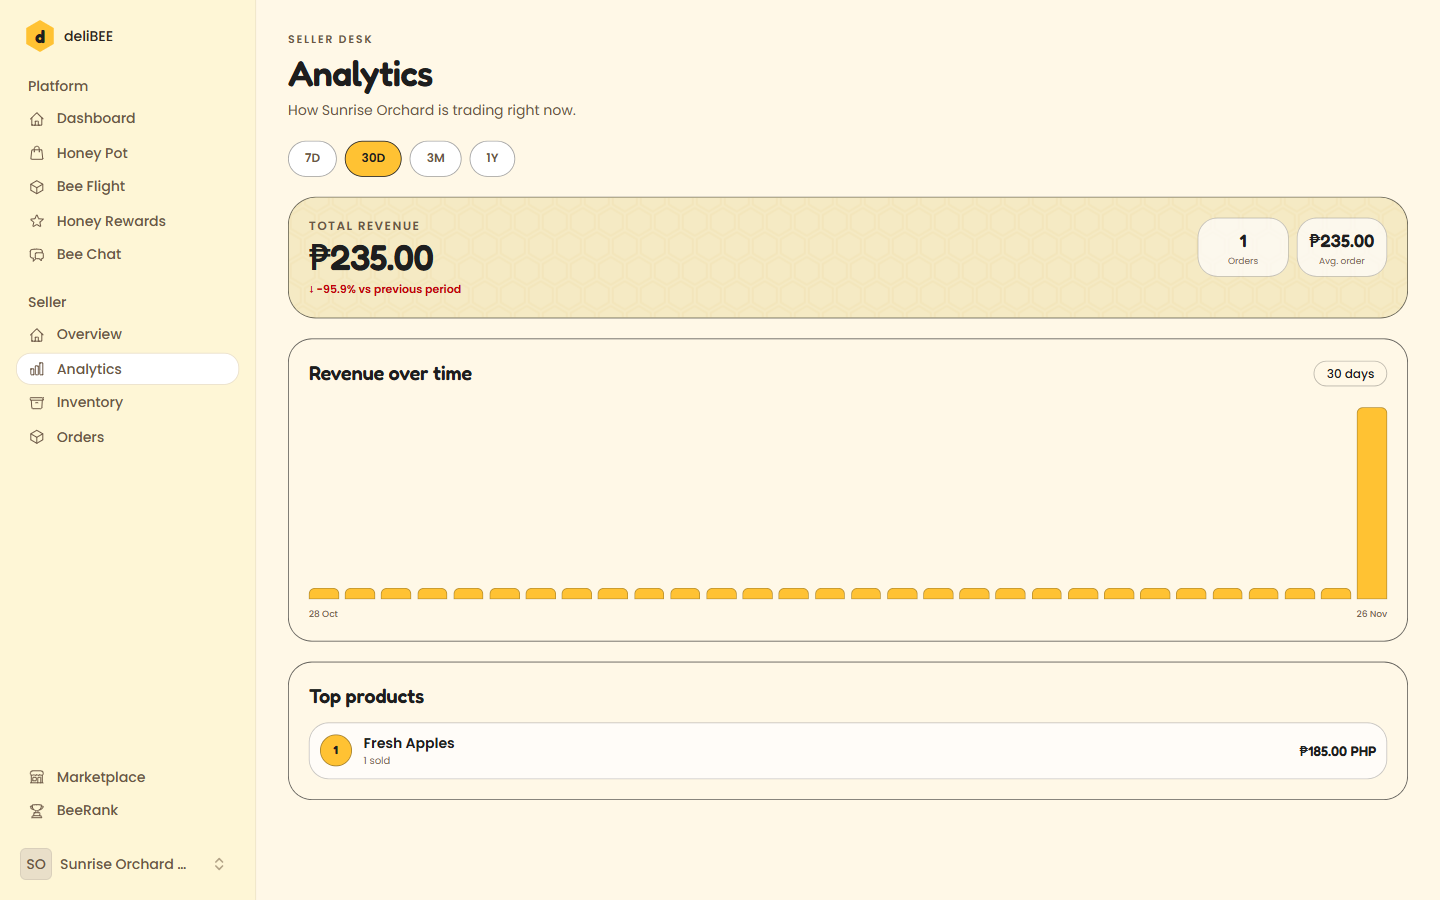 d
deliBEE
Platform
Dashboard
Honey Pot
Bee Flight
Honey Rewards
Bee Chat
Seller
Overview
Analytics
Inventory
Orders
Marketplace
BeeRank
SO Sunrise Orchard ...
SELLER DESK
Analytics
How Sunrise Orchard is trading right now.
7D 30D 3M 1Y
TOTAL REVENUE
₱235.00
↓ -95.9% vs previous period
1
Orders
₱235.00
Avg. order
Revenue over time
30 days
28 Oct
26 Nov
Top products
1
Fresh Apples
1 sold
₱185.00 PHP